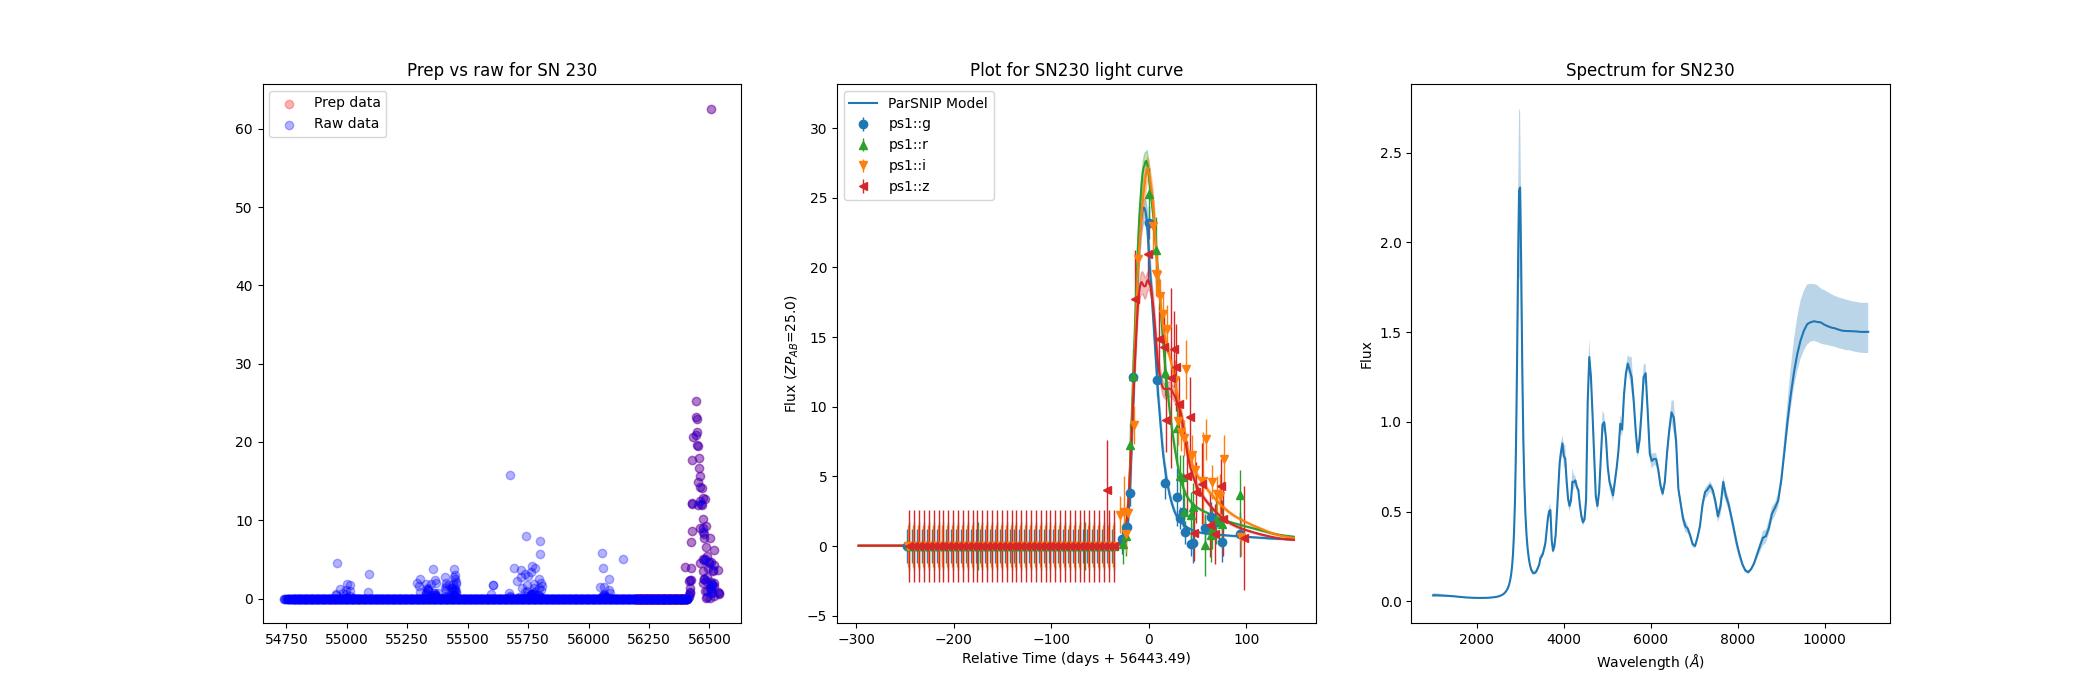 Prep vs raw for SN 230
Prep data
Raw data
60
50
40
30
20
10
0
54750 55000 55250 55500 55750 56000 56250 56500
Plot for SN230 light curve
ParSNIP Model
ps1::g
ps1::r
ps1::i
ps1::z
Flux (ZP_AB=25.0)
30
25
20
15
10
5
0
−5
−300 −200 −100 0 100
Relative Time (days + 56443.49)
Spectrum for SN230
Flux
2.5
2.0
1.5
1.0
0.5
0.0
2000 4000 6000 8000 10000
Wavelength (Å)